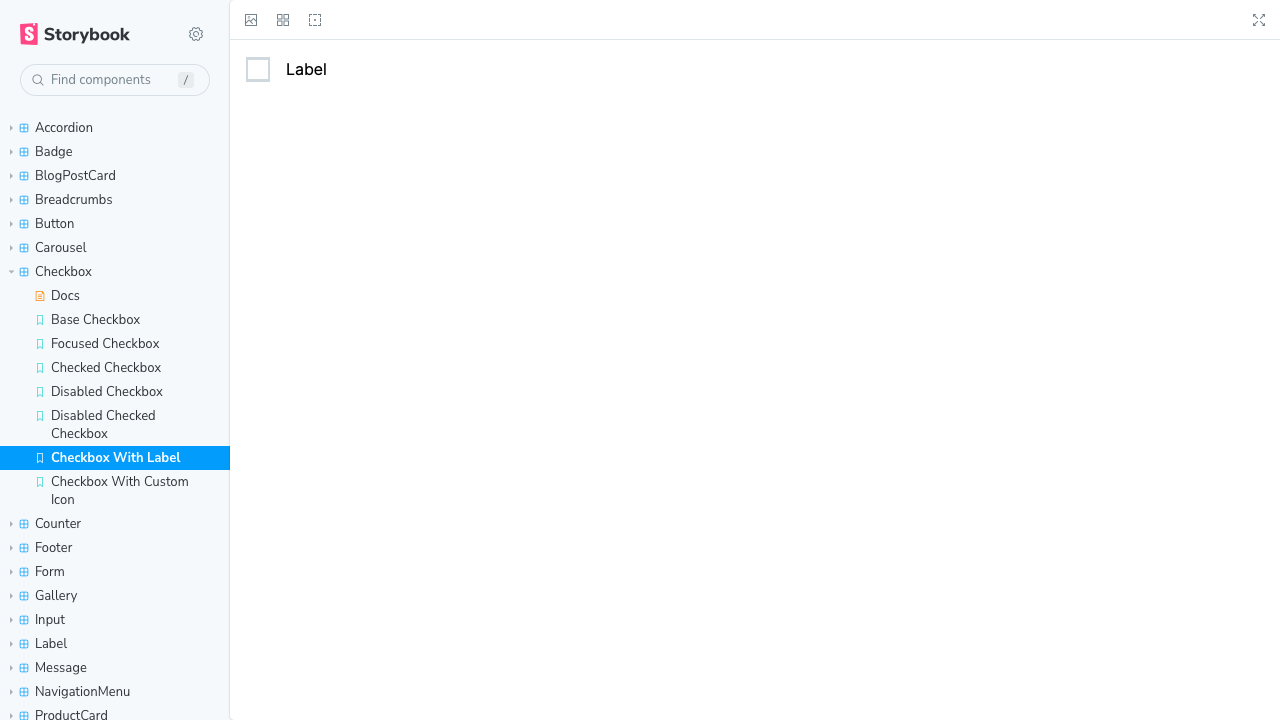 Storybook
Find components
/
Accordion
Badge
BlogPostCard
Breadcrumbs
Button
Carousel
Checkbox
Docs
Base Checkbox
Focused Checkbox
Checked Checkbox
Disabled Checkbox
Disabled Checked
Checkbox
Checkbox With Label
Checkbox With Custom
Icon
Counter
Footer
Form
Gallery
Input
Label
Message
NavigationMenu
ProductCard
Label